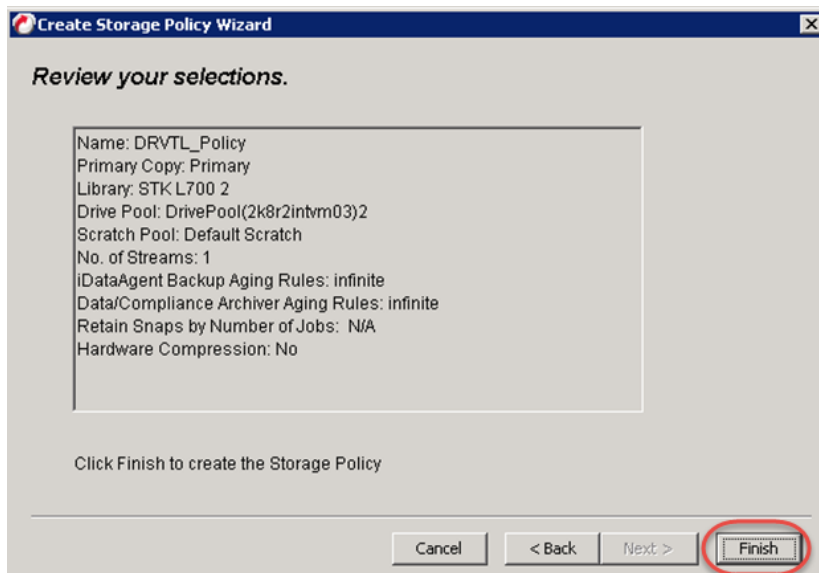 Create Storage Policy Wizard
Review your selections.
Name: DRVTL_Policy
Primary Copy: Primary
Library: STK L700 2
Drive Pool: DrivePool(2k8r2intvm03)2
Scratch Pool: Default Scratch
No. of Streams: 1
iDataAgent Backup Aging Rules: infinite
Data/Compliance Archiver Aging Rules: infinite
Retain Snaps by Number of Jobs: N/A
Hardware Compression: No
Click Finish to create the Storage Policy
Cancel < Back Next > Finish